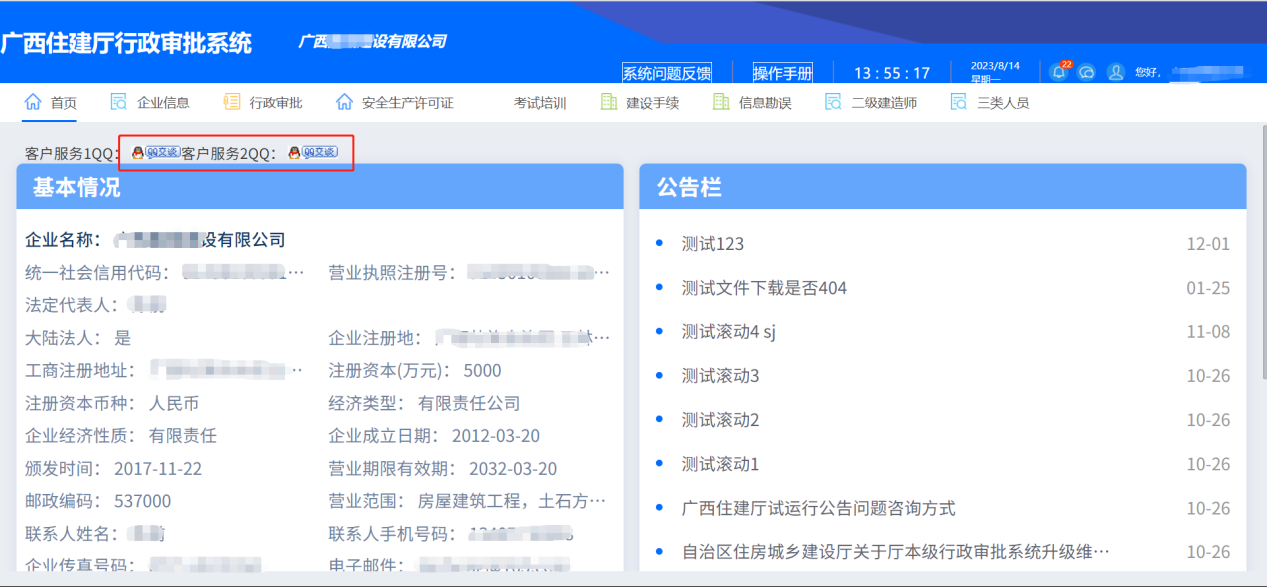 广西住建厅行政审批系统
广西 设有限公司
系统问题反馈 操作手册 13 : 55 : 17 2023/8/14 星期一 22 您好,
首页 企业信息 行政审批 安全生产许可证 考试培训 建设手续 信息勘误 二级建造师 三类人员
客户服务1QQ: QQ交谈 客户服务2QQ: QQ交谈
基本情况
企业名称: 设有限公司
统一社会信用代码: ··· 营业执照注册号: ···
法定代表人:
大陆法人: 是 企业注册地: ···
工商注册地址: ··· 注册资本(万元): 5000
注册资本币种: 人民币 经济类型: 有限责任公司
企业经济性质: 有限责任 企业成立日期: 2012-03-20
颁发时间: 2017-11-22 营业期限有效期: 2032-03-20
邮政编码: 537000 营业范围: 房屋建筑工程，土石方···
联系人姓名: 联系人手机号码:
企业传真号码: 电子邮件:
公告栏
测试123 12-01
测试文件下载是否404 01-25
测试滚动4 sj 11-08
测试滚动3 10-26
测试滚动2 10-26
测试滚动1 10-26
广西住建厅试运行公告问题咨询方式 10-26
自治区住房城乡建设厅关于厅本级行政审批系统升级维··· 10-26